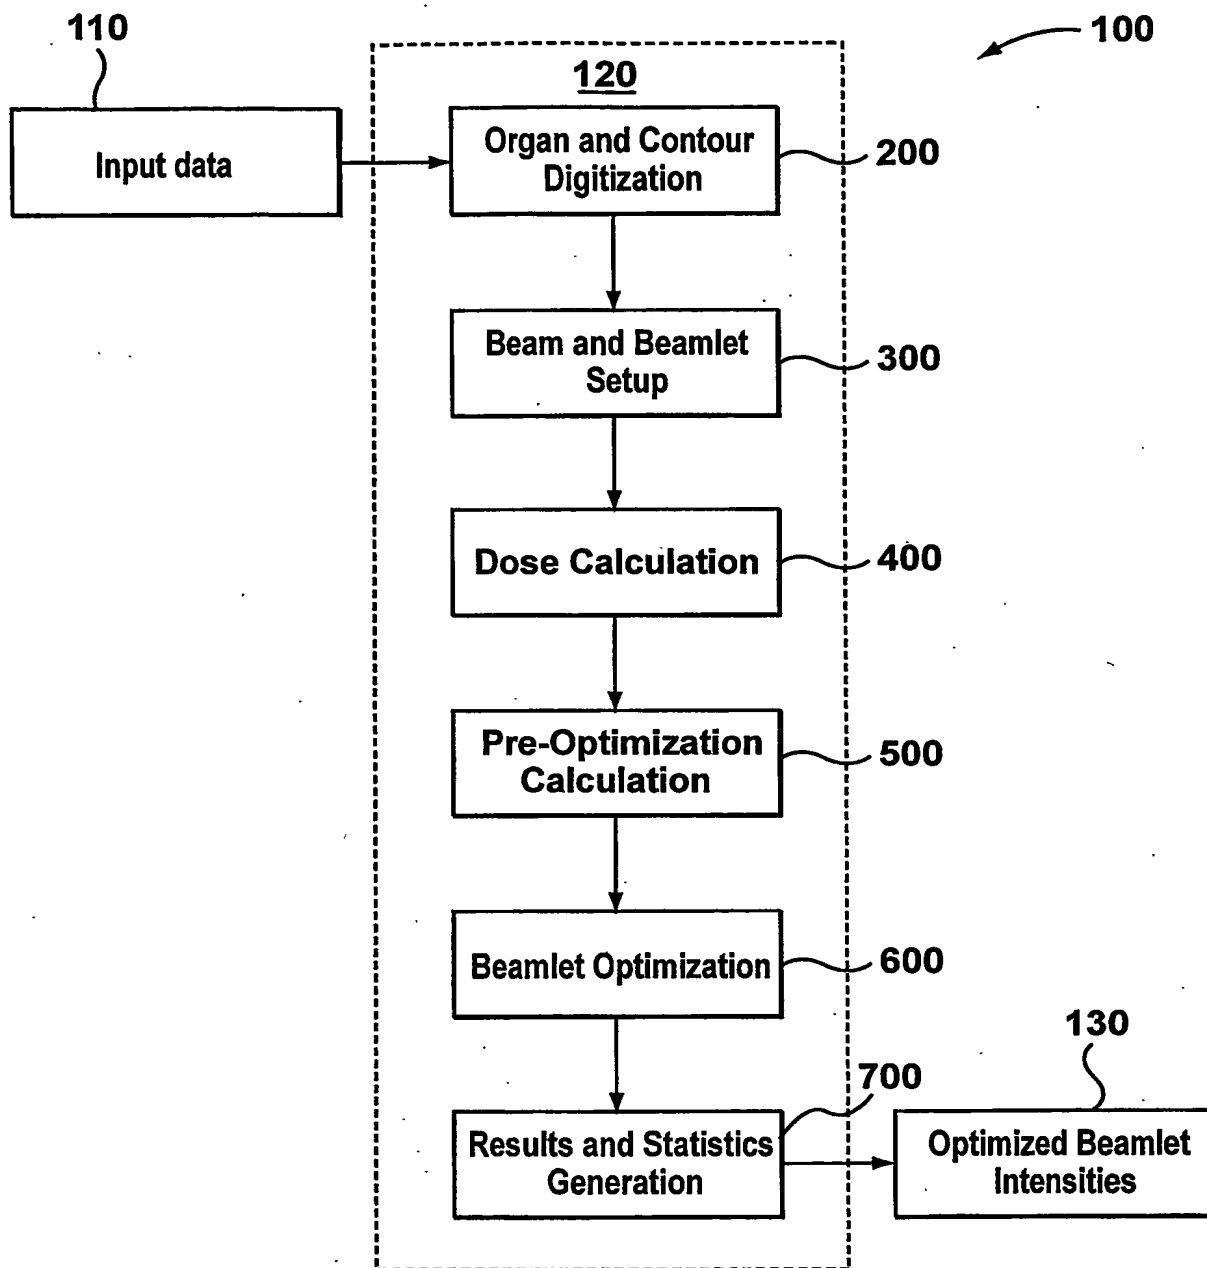 110
100
120
Input data
Organ and Contour
Digitization
200
Beam and Beamlet
Setup
300
Dose Calculation
400
Pre-Optimization
Calculation
500
Beamlet Optimization
600
130
700
Results and Statistics
Generation
Optimized Beamlet
Intensities